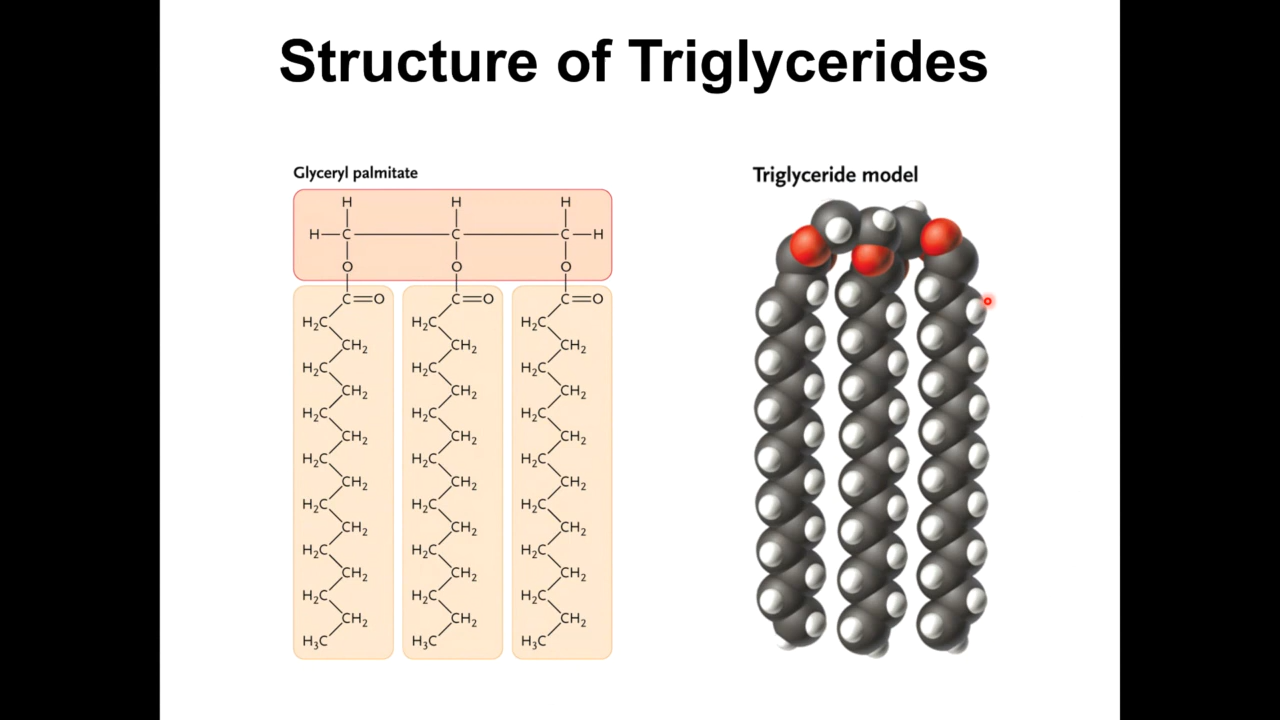 Structure of Triglycerides
Glyceryl palmitate
H H H
H C C C H
O O O
C O C O C O
H₂C H₂C H₂C
CH₂ CH₂ CH₂
H₂C H₂C H₂C
CH₂ CH₂ CH₂
H₂C H₂C H₂C
CH₂ CH₂ CH₂
H₂C H₂C H₂C
CH₂ CH₂ CH₂
H₂C H₂C H₂C
CH₂ CH₂ CH₂
H₂C H₂C H₂C
CH₂ CH₂ CH₂
H₂C H₂C H₂C
CH₂ CH₂ CH₂
H₃C H₃C H₃C
Triglyceride model